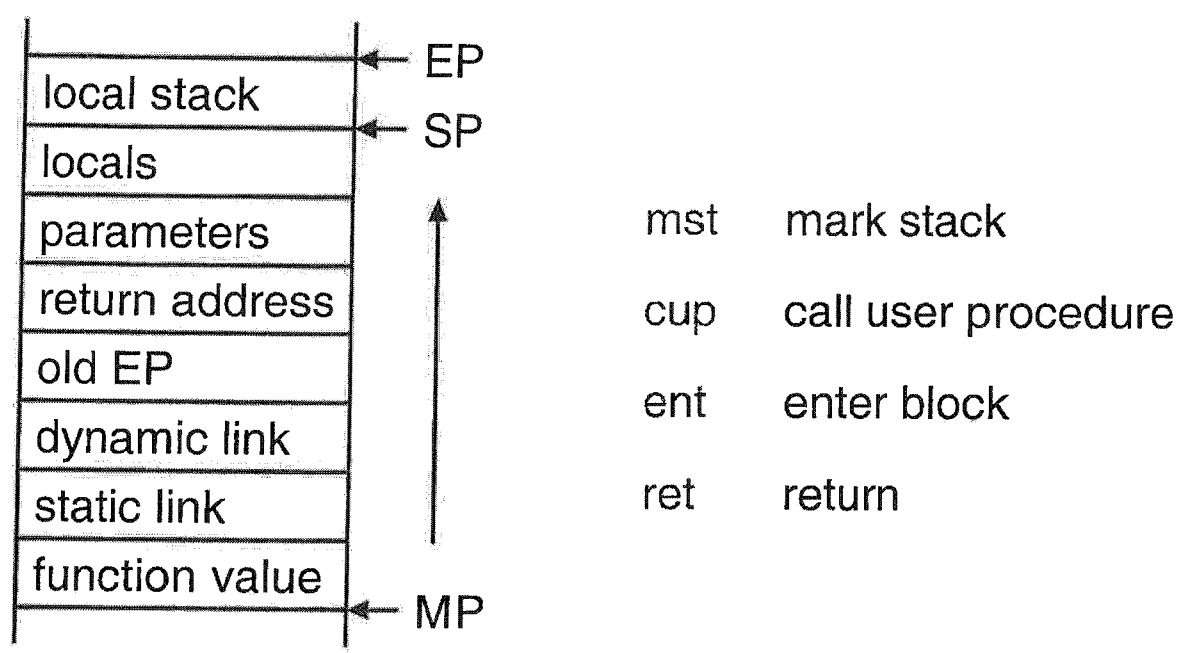 EP
local stack
SP
locals
parameters
return address
old EP
dynamic link
static link
function value
MP
mst mark stack
cup call user procedure
ent enter block
ret return